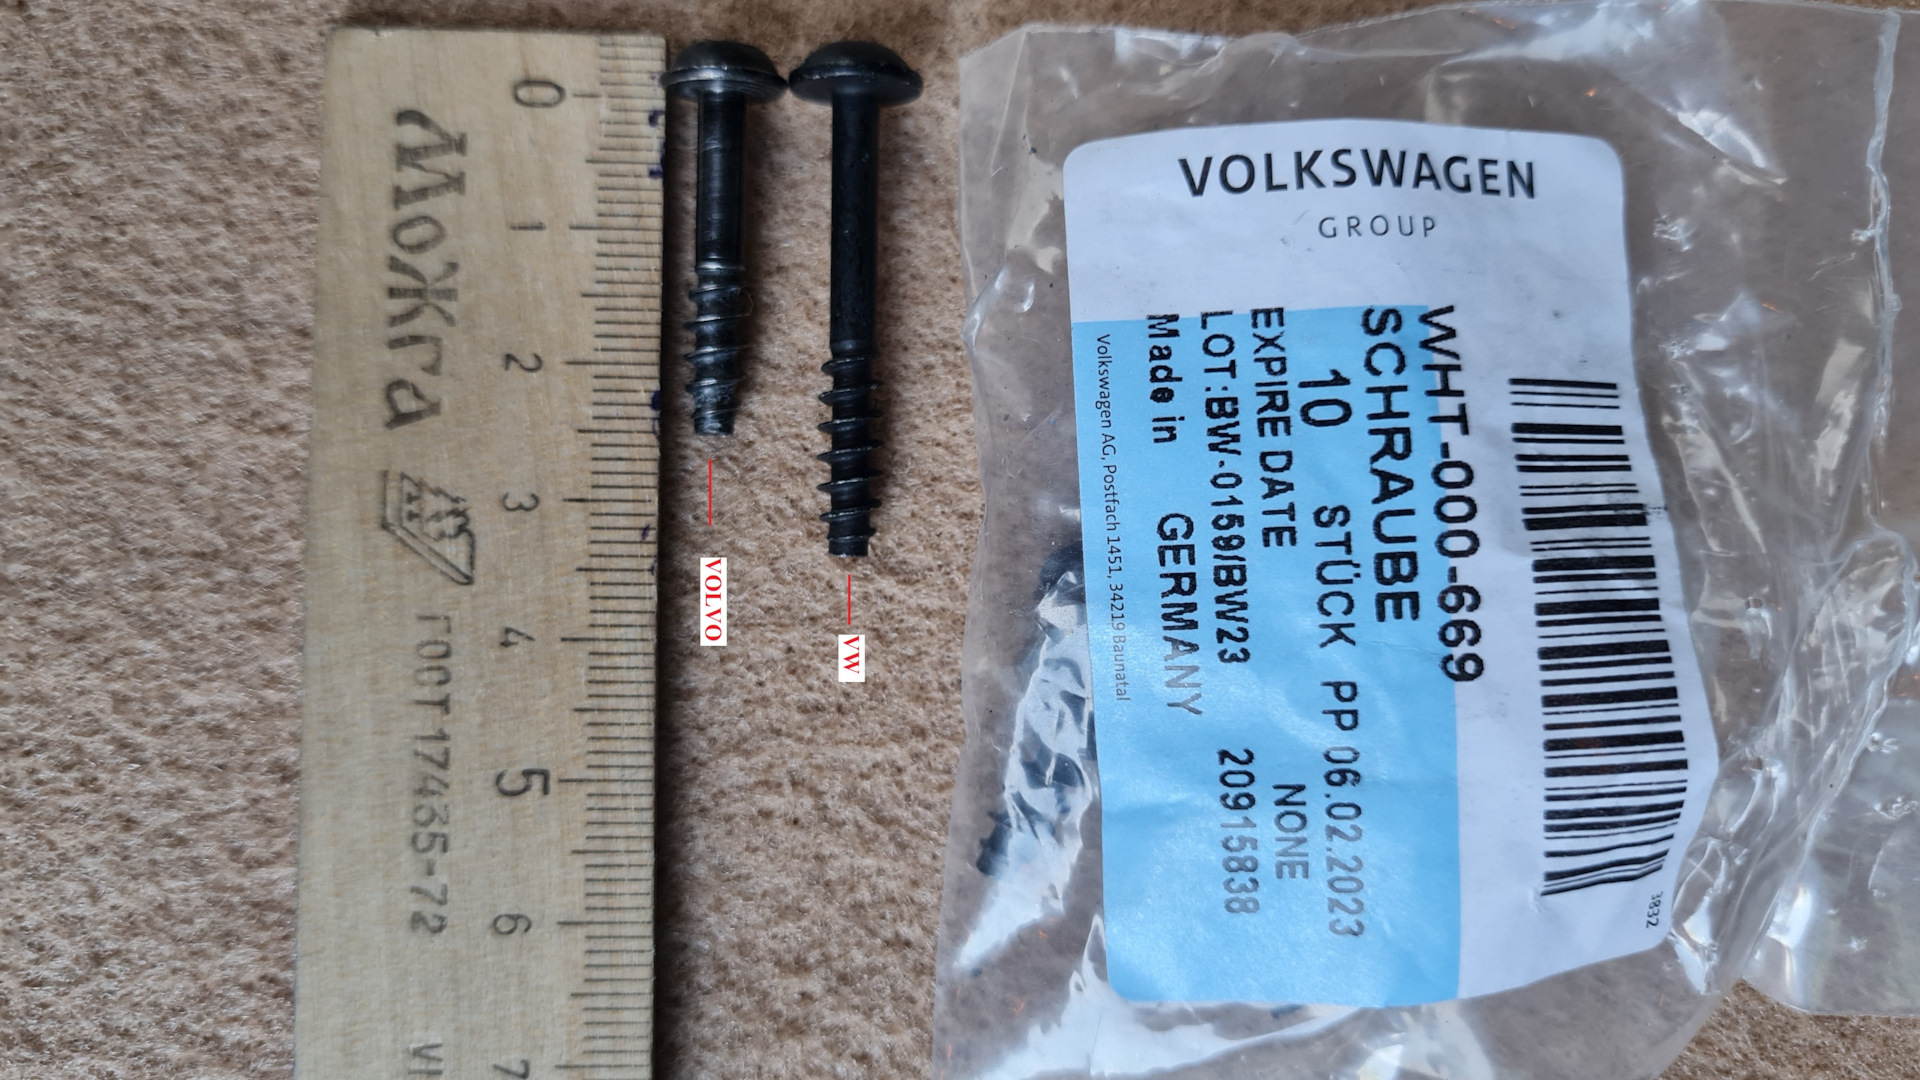 Можга ГОСТ 17435-72
0
1
2
3
4
5
6
7
VOLVO
VW
VOLKSWAGEN
GROUP
WHT-000-669
SCHRAUBE
10 STÜCK PP 06.02.2023
EXPIRE DATE NONE
LOT:BW-0159/BW23 20915838
Made in GERMANY
Volkswagen AG, Postfach 1451, 34219 Baunatal
3832